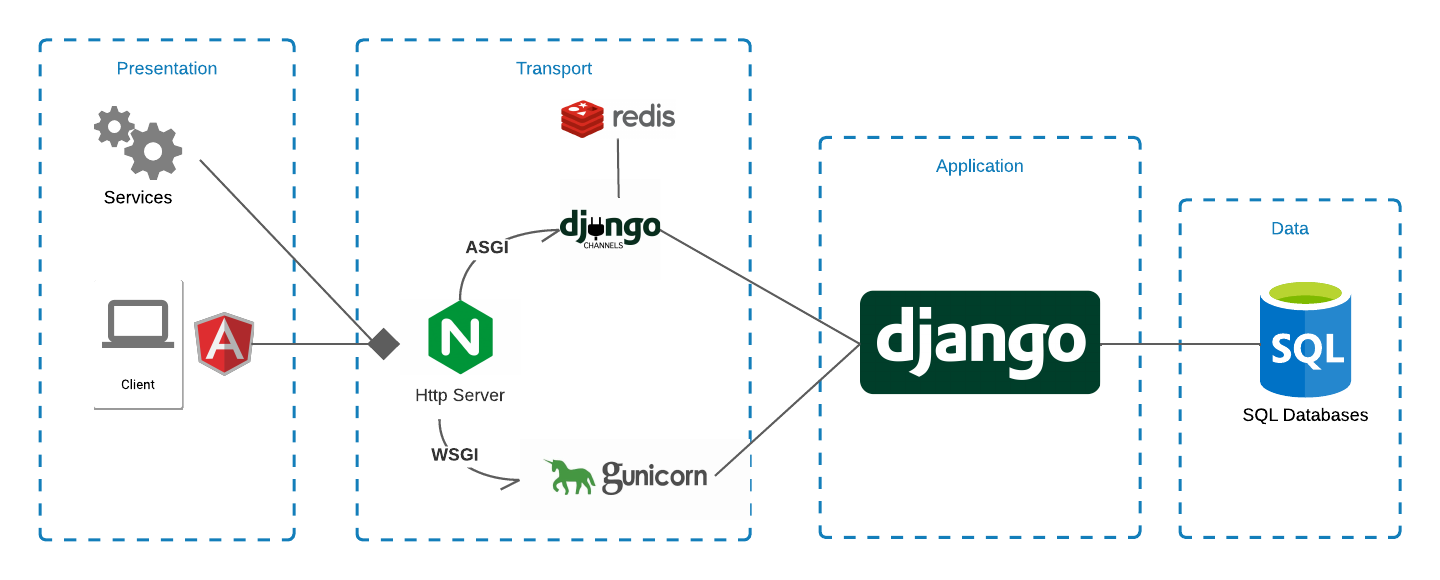 Presentation
Services
Client
A
Transport
redis
django
CHANNELS
ASGI
N
Http Server
WSGI
gunicorn
Application
django
Data
SQL
SQL Databases